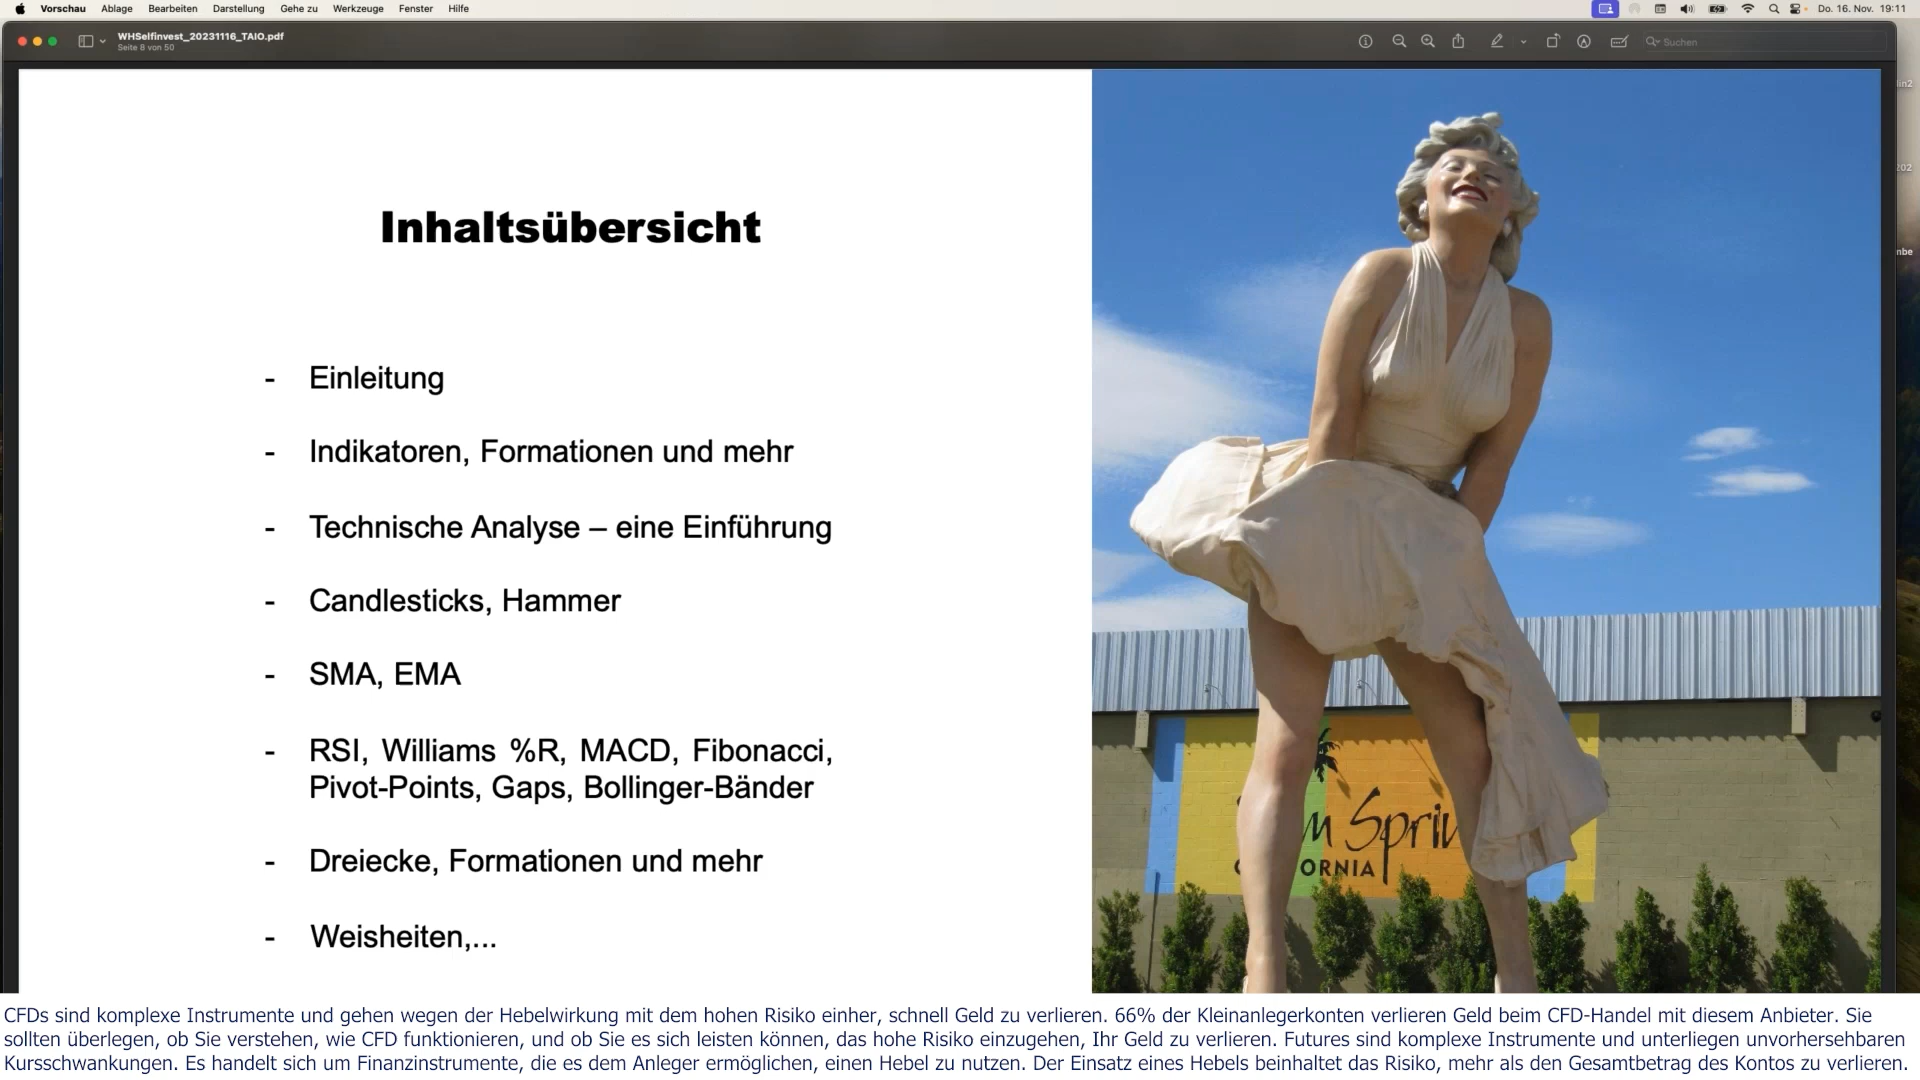 Vorschau Ablage Bearbeiten Darstellung Gehe zu Werkzeuge Fenster Hilfe
Do. 16. Nov. 19:11
WHSelfinvest_20231116_TAIO.pdf
Seite 8 von 50
Suchen
Inhaltsübersicht
- Einleitung
- Indikatoren, Formationen und mehr
- Technische Analyse – eine Einführung
- Candlesticks, Hammer
- SMA, EMA
- RSI, Williams %R, MACD, Fibonacci,
Pivot-Points, Gaps, Bollinger-Bänder
- Dreiecke, Formationen und mehr
- Weisheiten,...
CFDs sind komplexe Instrumente und gehen wegen der Hebelwirkung mit dem hohen Risiko einher, schnell Geld zu verlieren. 66% der Kleinanlegerkonten verlieren Geld beim CFD-Handel mit diesem Anbieter. Sie
sollten überlegen, ob Sie verstehen, wie CFD funktionieren, und ob Sie es sich leisten können, das hohe Risiko einzugehen, Ihr Geld zu verlieren. Futures sind komplexe Instrumente und unterliegen unvorhersehbaren
Kursschwankungen. Es handelt sich um Finanzinstrumente, die es dem Anleger ermöglichen, einen Hebel zu nutzen. Der Einsatz eines Hebels beinhaltet das Risiko, mehr als den Gesamtbetrag des Kontos zu verlieren.